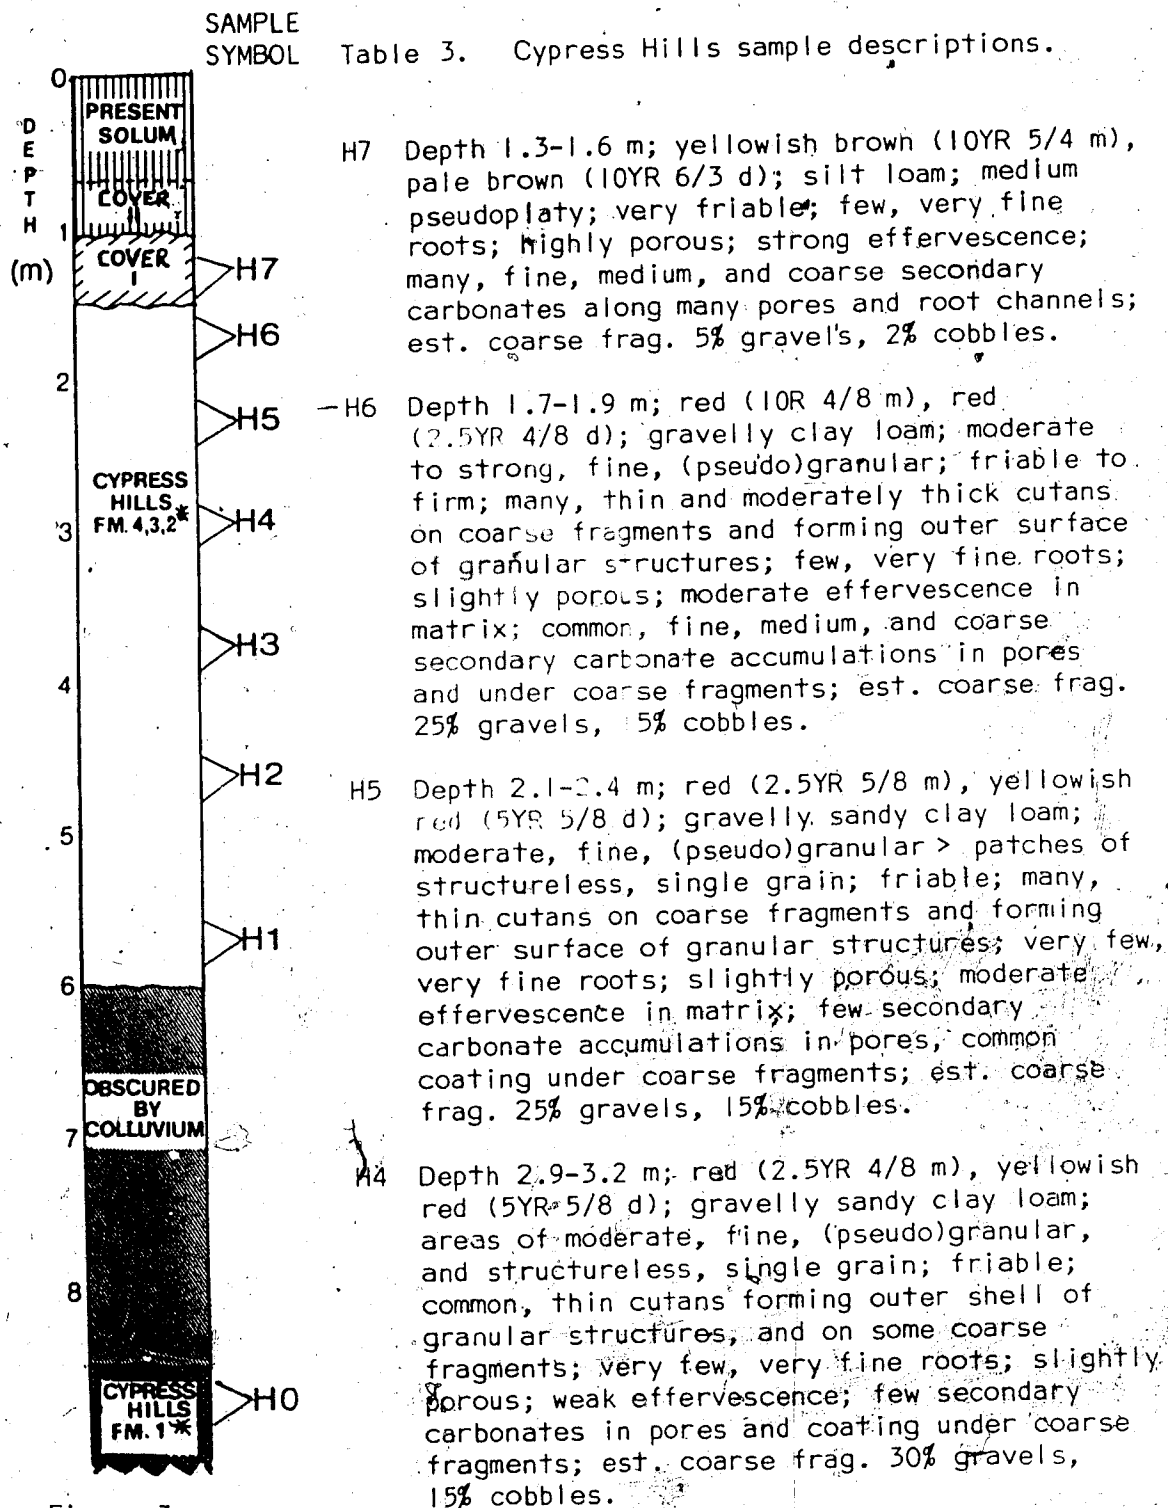 SAMPLE
SYMBOL
Table 3. Cypress Hills sample descriptions.
DEPTH
(m)
0
1
2
3
4
5
6
7
8
PRESENT
SOLUM
COVER
II
COVER
I
CYPRESS
HILLS
FM. 4,3,2*
OBSCURED
BY
COLLUVIUM
CYPRESS
HILLS
FM. 1*
H7
H6
H5
H4
H3
H2
H1
H0
H7 Depth 1.3-1.6 m; yellowish brown (10YR 5/4 m),
pale brown (10YR 6/3 d); silt loam; medium
pseudoplaty; very friable; few, very fine
roots; highly porous; strong effervescence;
many, fine, medium, and coarse secondary
carbonates along many pores and root channels;
est. coarse frag. 5% gravel's, 2% cobbles.
H6 Depth 1.7-1.9 m; red (10R 4/8 m), red
(2.5YR 4/8 d); gravelly clay loam; moderate
to strong, fine, (pseudo)granular; friable to
firm; many, thin and moderately thick cutans
on coarse fragments and forming outer surface
of granular structures; few, very fine roots;
slightly porous; moderate effervescence in
matrix; common, fine, medium, and coarse
secondary carbonate accumulations in pores
and under coarse fragments; est. coarse frag.
25% gravels, 5% cobbles.
H5 Depth 2.1-2.4 m; red (2.5YR 5/8 m), yellowish
red (5YR 5/8 d); gravelly sandy clay loam;
moderate, fine, (pseudo)granular > patches of
structureless, single grain; friable; many,
thin cutans on coarse fragments and forming
outer surface of granular structures; very few,
very fine roots; slightly porous; moderate
effervescence in matrix; few secondary
carbonate accumulations in pores, common
coating under coarse fragments; est. coarse
frag. 25% gravels, 15% cobbles.
H4 Depth 2.9-3.2 m; red (2.5YR 4/8 m), yellowish
red (5YR 5/8 d); gravelly sandy clay loam;
areas of moderate, fine, (pseudo)granular,
and structureless, single grain; friable;
common, thin cutans forming outer shell of
granular structures, and on some coarse
fragments; very few, very fine roots; slightly
porous; weak effervescence; few secondary
carbonates in pores and coating under coarse
fragments; est. coarse frag. 30% gravels,
15% cobbles.